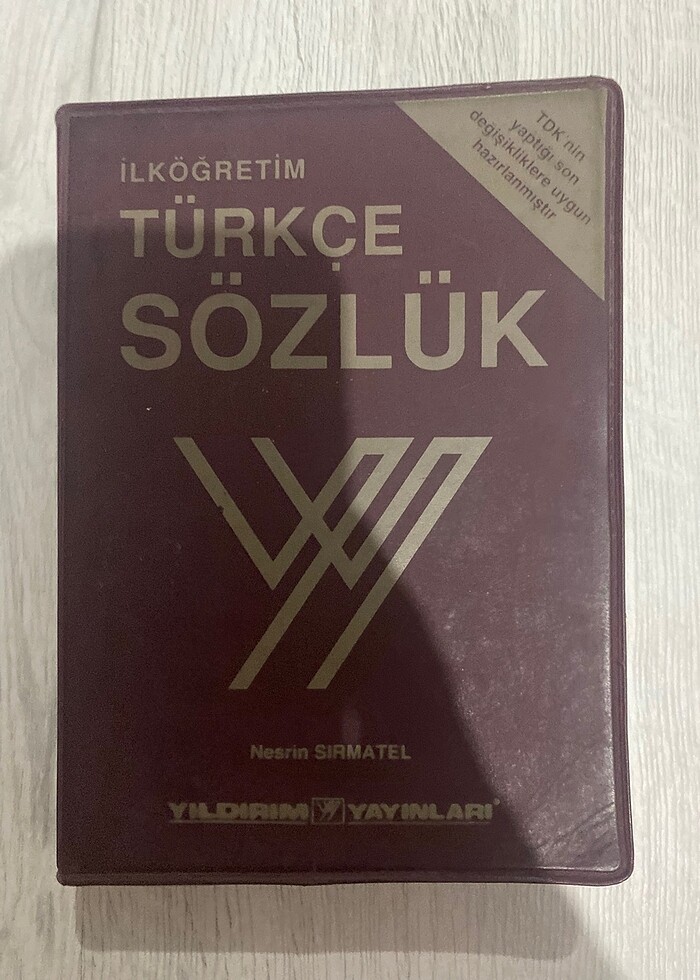 TDK'nin
yaptığı son
değişikliklere uygun
hazırlanmıştır
İLKÖĞRETİM
TÜRKÇE
SÖZLÜK
Nesrin SIRMATEL
YILDIRIM YAYINLARI